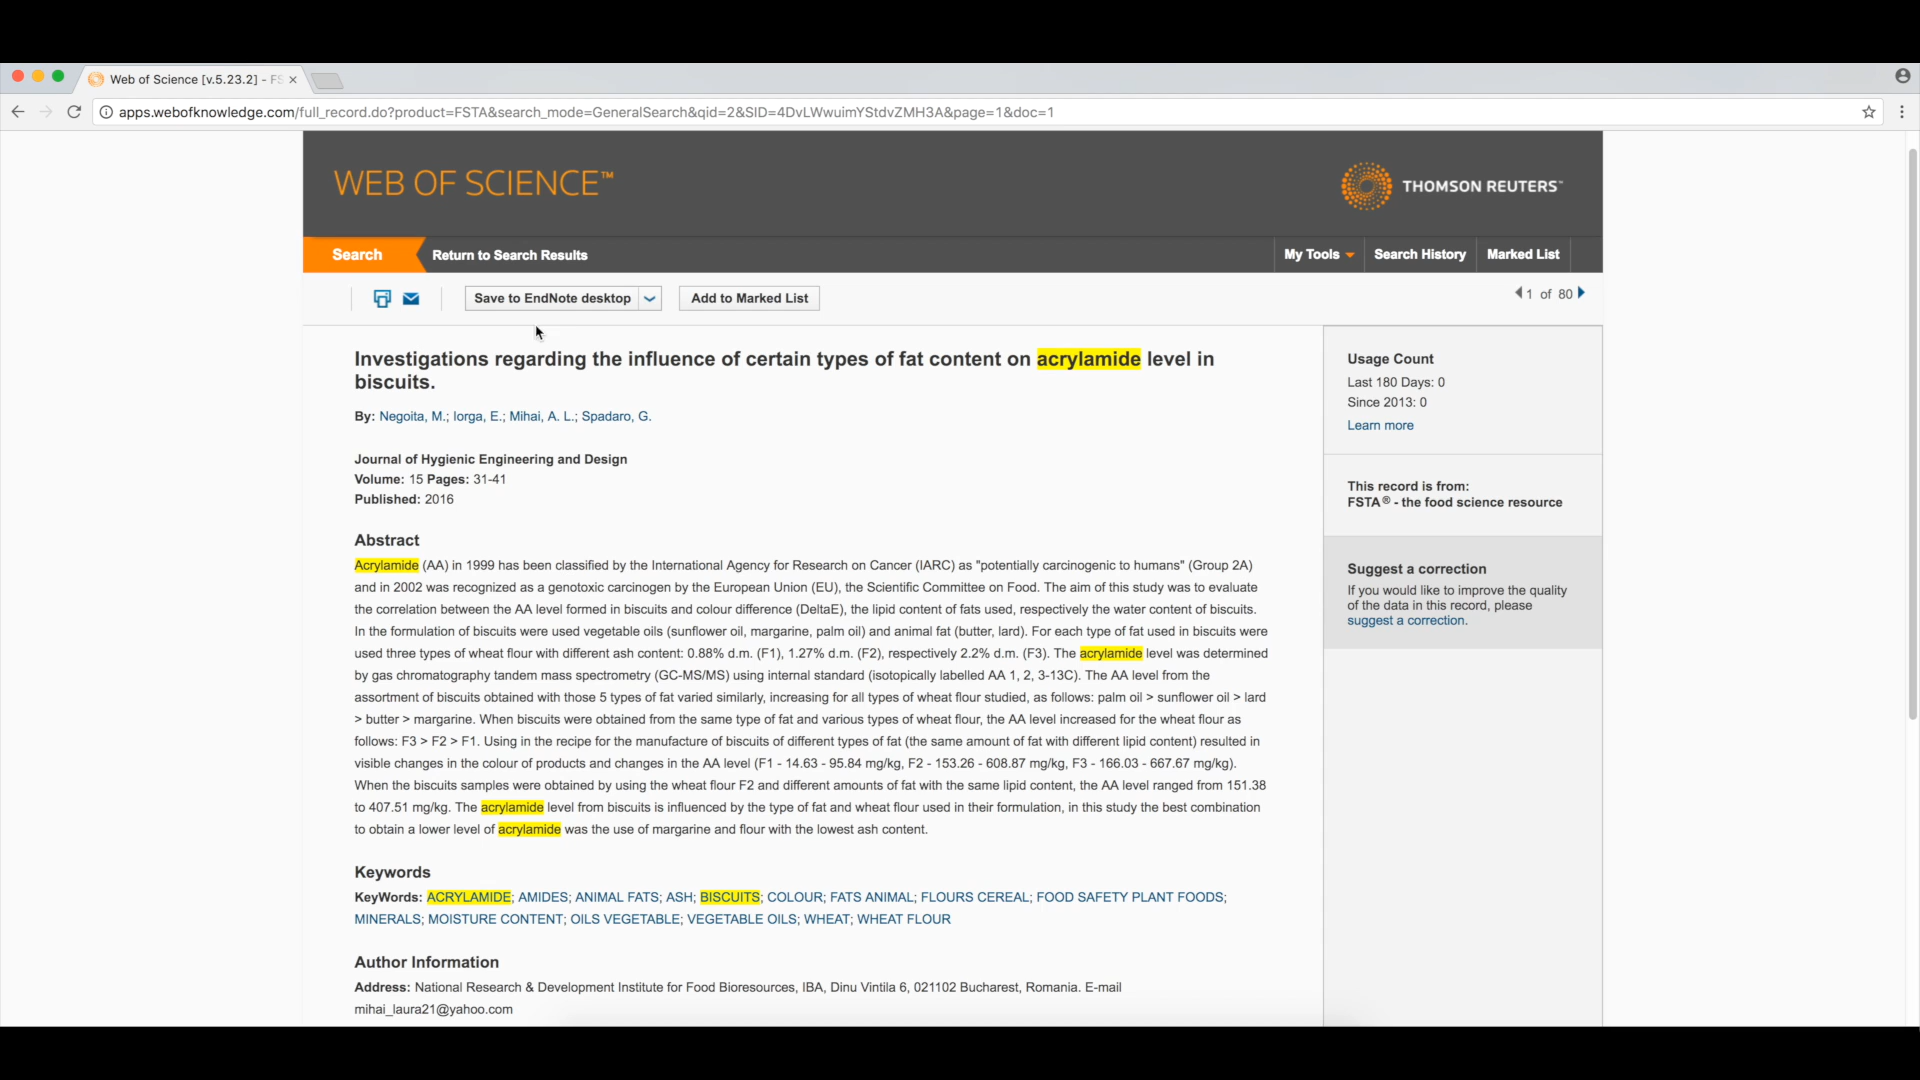 Web of Science [v.5.23.2] - FS
apps.webofknowledge.com/full_record.do?product=FSTA&search_mode=GeneralSearch&qid=2&SID=4DvLWwuimYStdvZMH3A&page=1&doc=1
WEB OF SCIENCE™
THOMSON REUTERS™
Search
Return to Search Results
My Tools
Search History
Marked List
Save to EndNote desktop
Add to Marked List
1 of 80
Investigations regarding the influence of certain types of fat content on acrylamide level in
biscuits.
By: Negoita, M.; Iorga, E.; Mihai, A. L.; Spadaro, G.
Journal of Hygienic Engineering and Design
Volume: 15 Pages: 31-41
Published: 2016
Abstract
Acrylamide (AA) in 1999 has been classified by the International Agency for Research on Cancer (IARC) as "potentially carcinogenic to humans" (Group 2A)
and in 2002 was recognized as a genotoxic carcinogen by the European Union (EU), the Scientific Committee on Food. The aim of this study was to evaluate
the correlation between the AA level formed in biscuits and colour difference (DeltaE), the lipid content of fats used, respectively the water content of biscuits.
In the formulation of biscuits were used vegetable oils (sunflower oil, margarine, palm oil) and animal fat (butter, lard). For each type of fat used in biscuits were
used three types of wheat flour with different ash content: 0.88% d.m. (F1), 1.27% d.m. (F2), respectively 2.2% d.m. (F3). The acrylamide level was determined
by gas chromatography tandem mass spectrometry (GC-MS/MS) using internal standard (isotopically labelled AA 1, 2, 3-13C). The AA level from the
assortment of biscuits obtained with those 5 types of fat varied similarly, increasing for all types of wheat flour studied, as follows: palm oil > sunflower oil > lard
> butter > margarine. When biscuits were obtained from the same type of fat and various types of wheat flour, the AA level increased for the wheat flour as
follows: F3 > F2 > F1. Using in the recipe for the manufacture of biscuits of different types of fat (the same amount of fat with different lipid content) resulted in
visible changes in the colour of products and changes in the AA level (F1 - 14.63 - 95.84 mg/kg, F2 - 153.26 - 608.87 mg/kg, F3 - 166.03 - 667.67 mg/kg).
When the biscuits samples were obtained by using the wheat flour F2 and different amounts of fat with the same lipid content, the AA level ranged from 151.38
to 407.51 mg/kg. The acrylamide level from biscuits is influenced by the type of fat and wheat flour used in their formulation, in this study the best combination
to obtain a lower level of acrylamide was the use of margarine and flour with the lowest ash content.
Keywords
KeyWords: ACRYLAMIDE; AMIDES; ANIMAL FATS; ASH; BISCUITS; COLOUR; FATS ANIMAL; FLOURS CEREAL; FOOD SAFETY PLANT FOODS;
MINERALS; MOISTURE CONTENT; OILS VEGETABLE; VEGETABLE OILS; WHEAT; WHEAT FLOUR
Author Information
Address: National Research & Development Institute for Food Bioresources, IBA, Dinu Vintila 6, 021102 Bucharest, Romania. E-mail
mihai_laura21@yahoo.com
Usage Count
Last 180 Days: 0
Since 2013: 0
Learn more
This record is from:
FSTA® - the food science resource
Suggest a correction
If you would like to improve the quality
of the data in this record, please
suggest a correction.